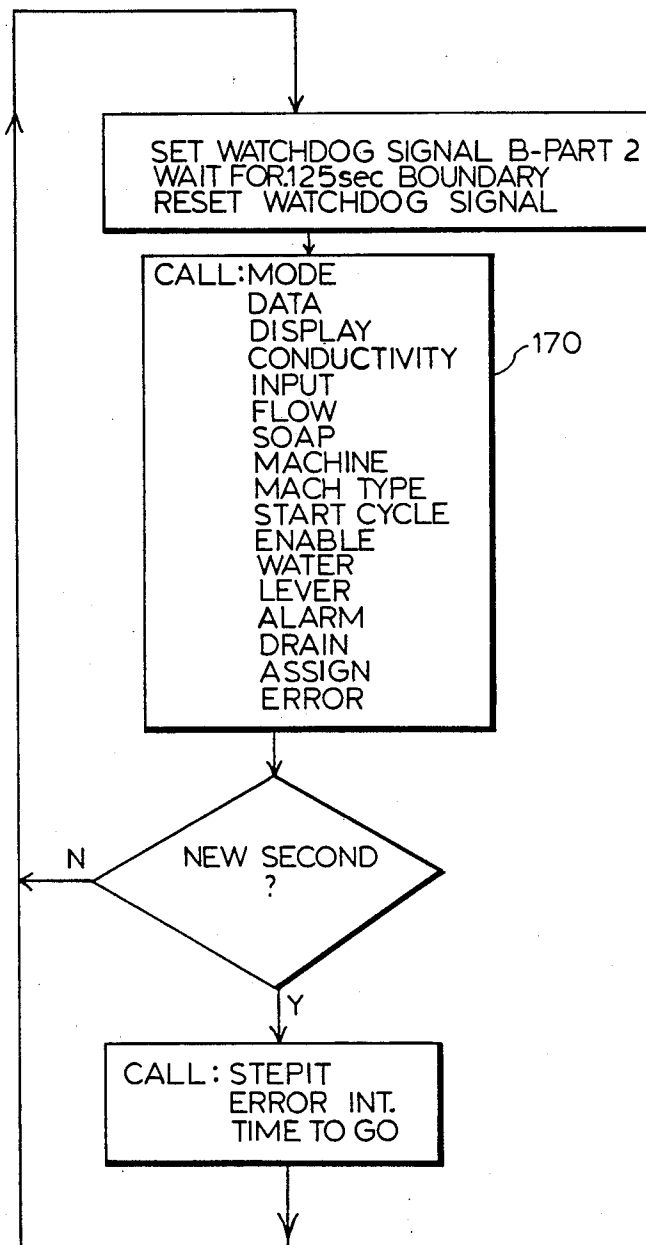 SET WATCHDOG SIGNAL B-PART 2
WAIT FOR.125sec BOUNDARY
RESET WATCHDOG SIGNAL
CALL:MODE
DATA
DISPLAY
CONDUCTIVITY
INPUT
FLOW
SOAP
MACHINE
MACH TYPE
START CYCLE
ENABLE
WATER
LEVER
ALARM
DRAIN
ASSIGN
ERROR
170
NEW SECOND
?
N
Y
CALL: STEPIT
ERROR INT.
TIME TO GO